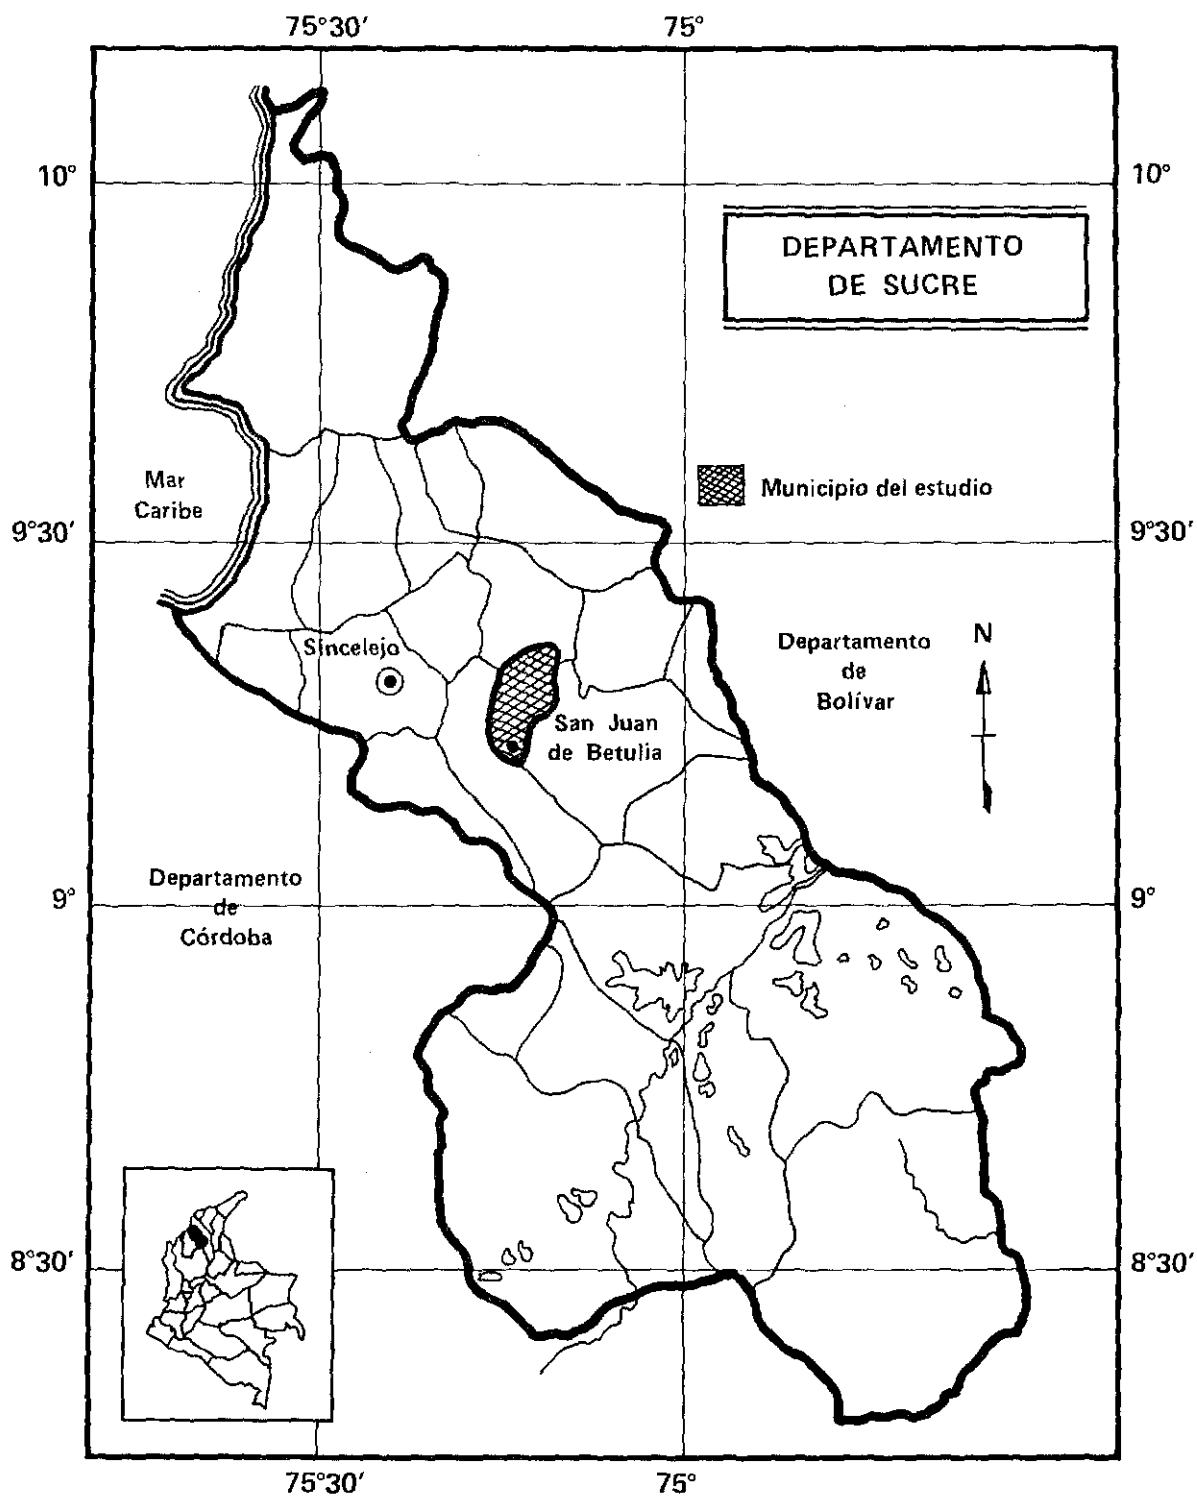 75°30'
75°
10°
10°
DEPARTAMENTO
DE SUCRE
Mar
Caribe
Municipio del estudio
9°30'
9°30'
Sincelejo
Departamento
de
Bolívar
N
San Juan
de Betulia
Departamento
de
Córdoba
9°
9°
8°30'
8°30'
75°30'
75°